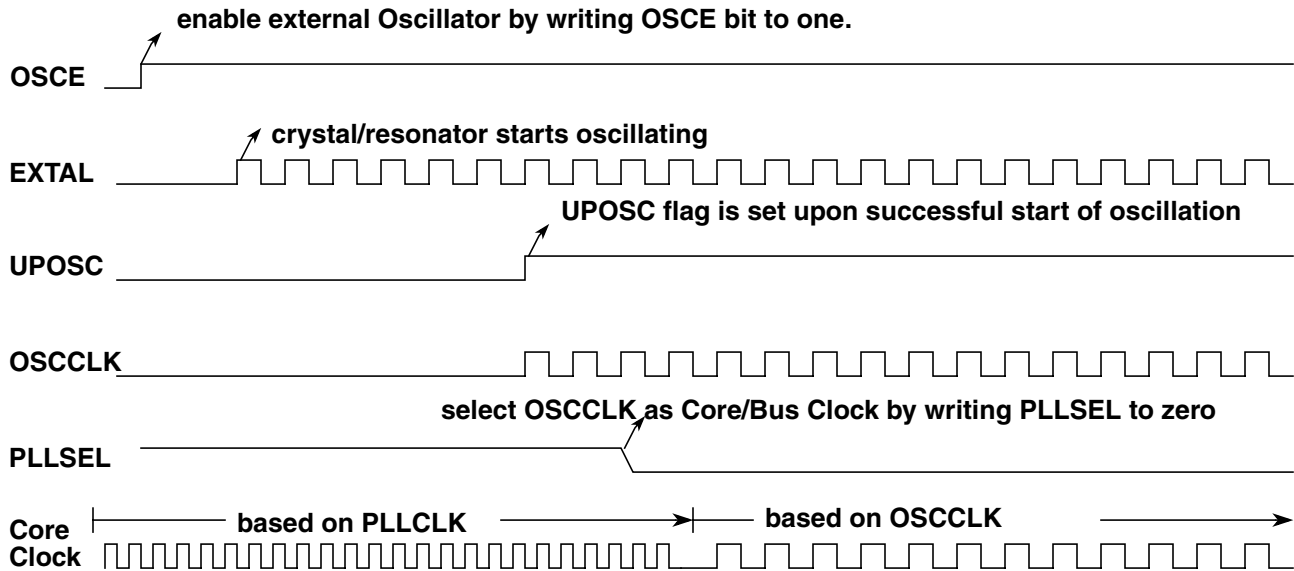 enable external Oscillator by writing OSCE bit to one.
OSCE
crystal/resonator starts oscillating
EXTAL
UPOSC flag is set upon successful start of oscillation
UPOSC
OSCCLK
select OSCCLK as Core/Bus Clock by writing PLLSEL to zero
PLLSEL
based on PLLCLK
based on OSCCLK
Core
Clock